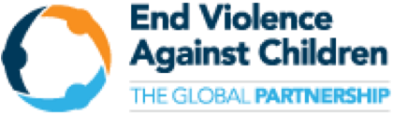 End Violence
Against Children
THE GLOBAL PARTNERSHIP